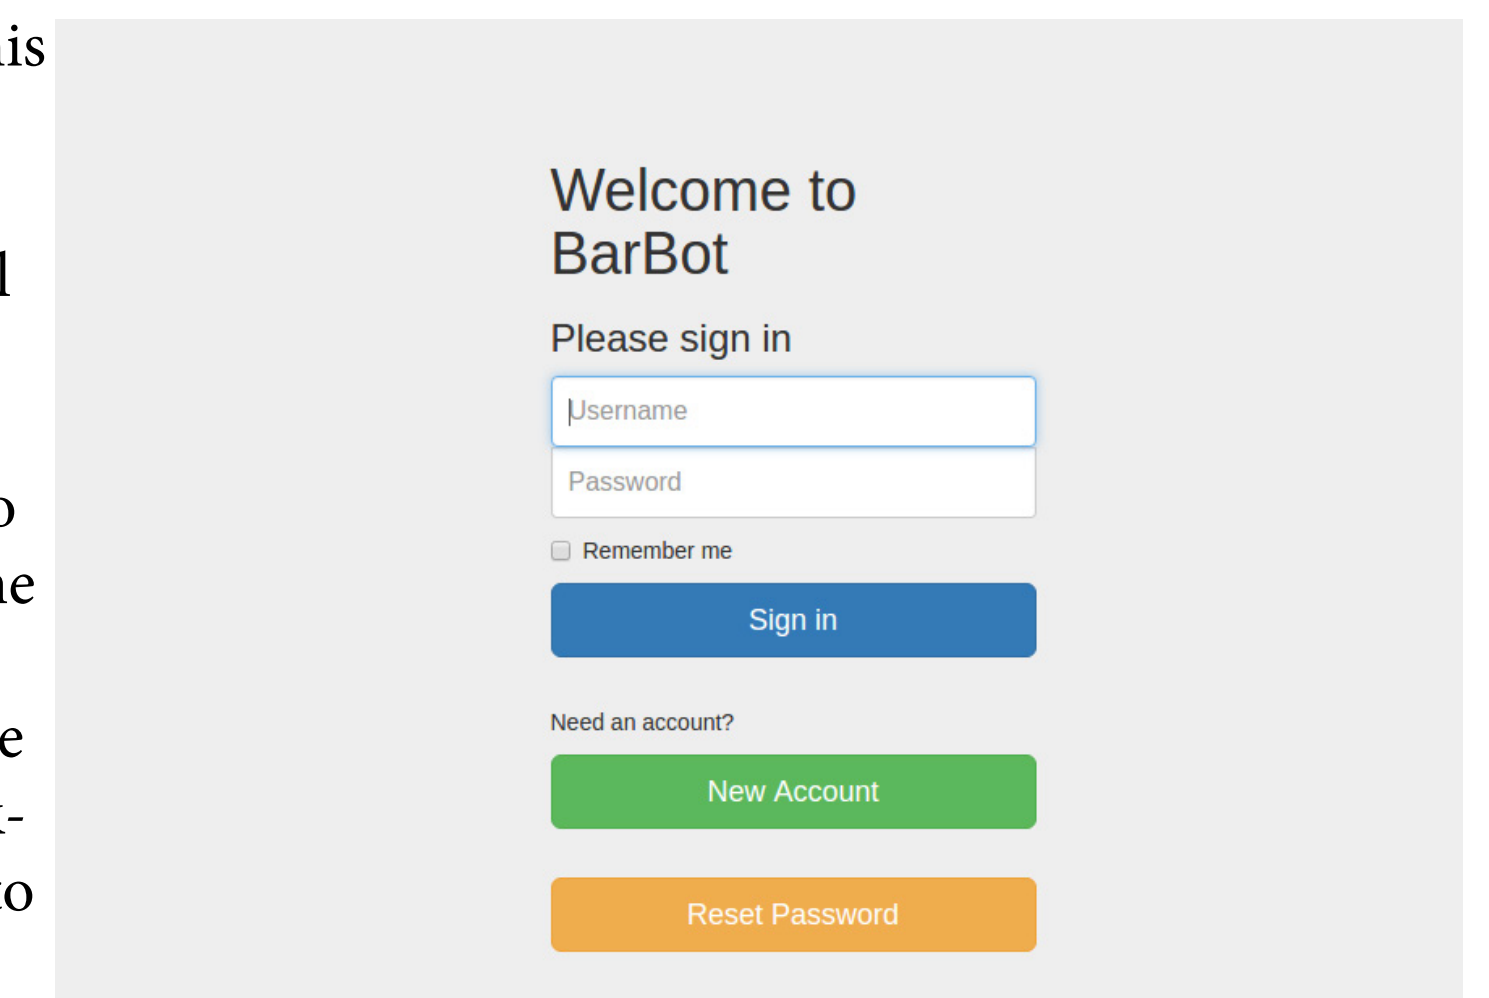 Welcome to
BarBot
Please sign in
Username
Password
Remember me
Sign in
Need an account?
New Account
Reset Password